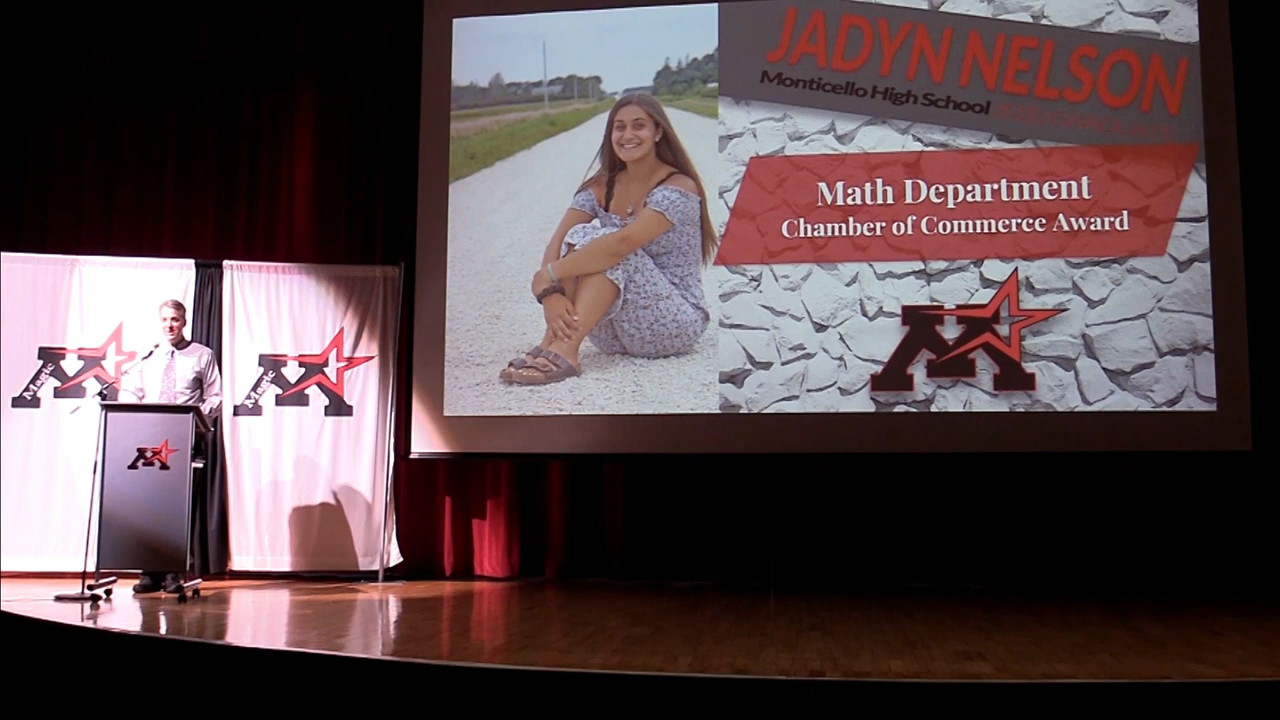 JADYN NELSON
Monticello High School
Math Department
Chamber of Commerce Award
Magic
Magic